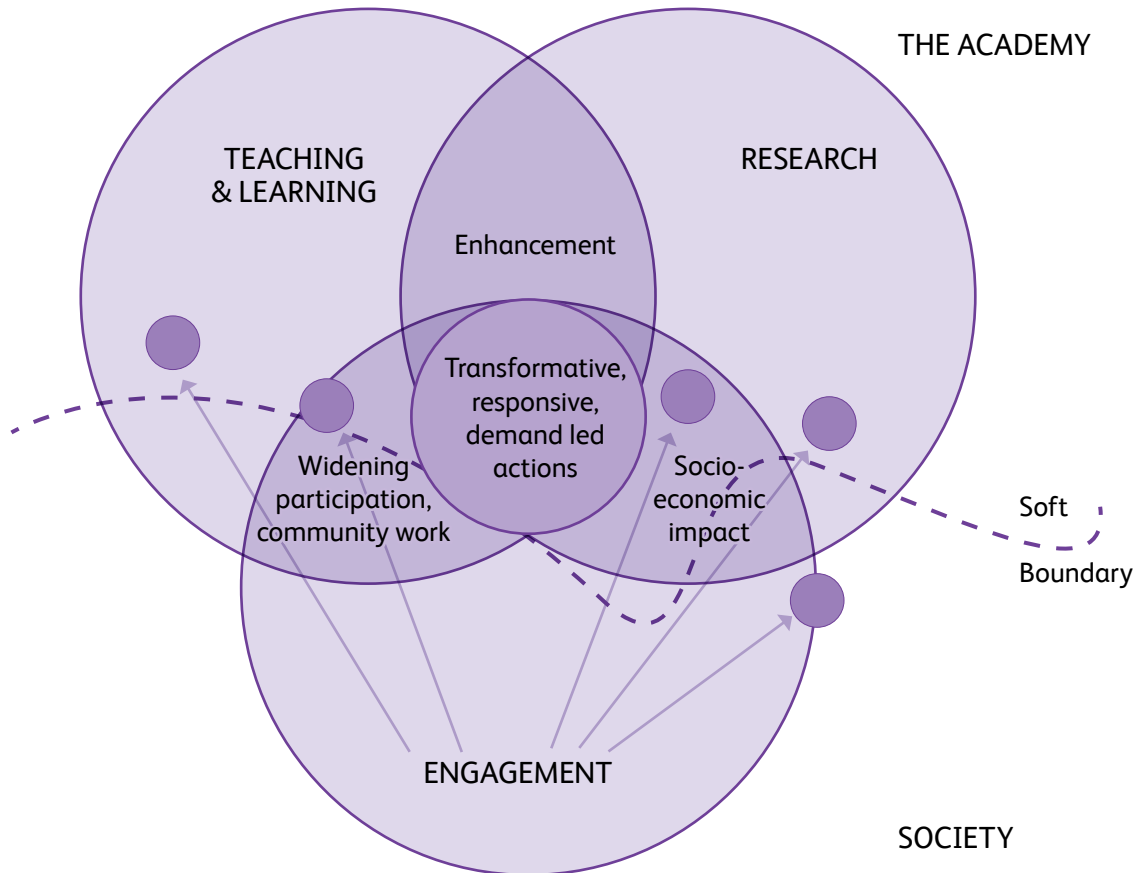 THE ACADEMY
TEACHING
& LEARNING
RESEARCH
Enhancement
Transformative,
responsive,
demand led
actions
Widening
participation,
community work
Socio-
economic
impact
Soft
Boundary
ENGAGEMENT
SOCIETY